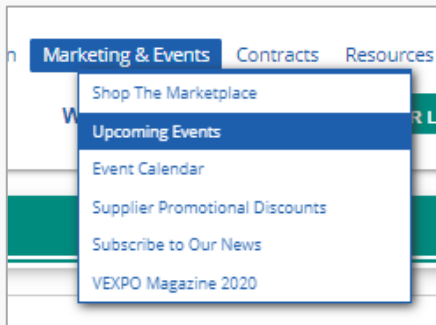 n Marketing & Events Contracts Resources
Shop The Marketplace
W
Upcoming Events
R L
Event Calendar
Supplier Promotional Discounts
Subscribe to Our News
VEXPO Magazine 2020